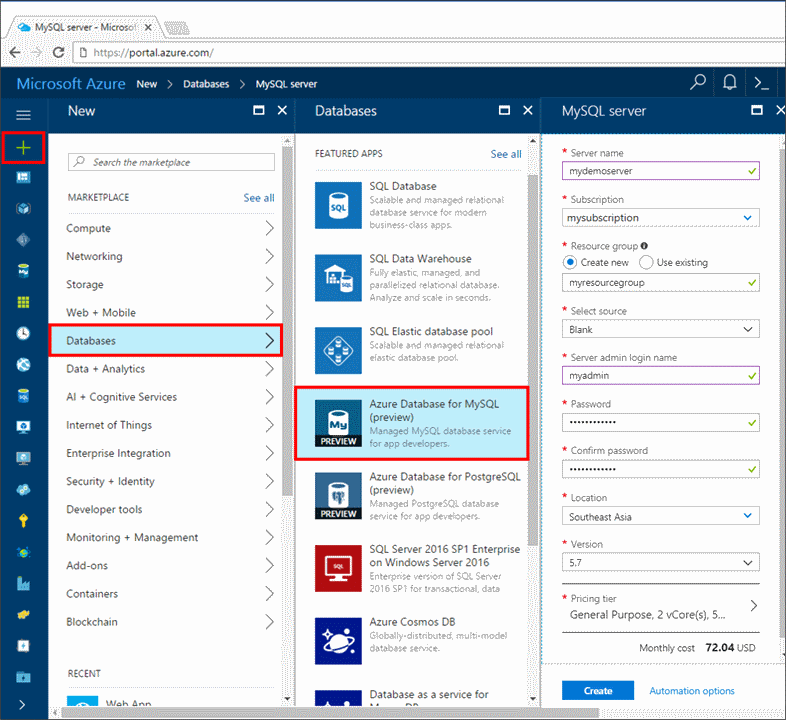 MySQL server - Microsof
https://portal.azure.com/
Microsoft Azure New > Databases > MySQL server
New
Search the marketplace
MARKETPLACE See all
Compute
Networking
Storage
Web + Mobile
Databases
Data + Analytics
AI + Cognitive Services
Internet of Things
Enterprise Integration
Security + Identity
Developer tools
Monitoring + Management
Add-ons
Containers
Blockchain
RECENT
Web App
Databases
FEATURED APPS See all
SQL
SQL Database
Scalable and managed relational
database service for modern
business-class apps.
SQL Data Warehouse
Fully elastic, managed, and
parallelized relational database.
Analyze and scale in seconds.
SQL Elastic database pool
Scalable and managed relational
elastic database pool.
My
PREVIEW
Azure Database for MySQL
(preview)
Managed MySQL database service
for app developers.
PREVIEW
Azure Database for PostgreSQL
(preview)
Managed PostgreSQL database
service for app developers.
SQL
SQL Server 2016 SP1 Enterprise
on Windows Server 2016
Enterprise version of SQL Server
2016 SP1 for transactional, data
Azure Cosmos DB
Globally-distributed, multi-model
database service.
Database as a service for
MySQL server
* Server name
mydemoserver
* Subscription
mysubscription
* Resource group
Create new Use existing
myresourcegroup
* Select source
Blank
* Server admin login name
myadmin
* Password
••••••••••••
* Confirm password
••••••••••••
* Location
Southeast Asia
* Version
5.7
* Pricing tier
General Purpose, 2 vCore(s), 5...
Monthly cost 72.04 USD
Create Automation options